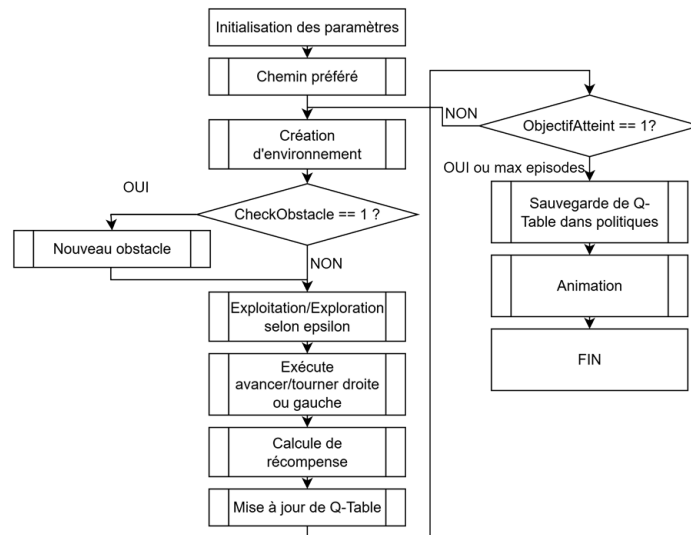 Initialisation des paramètres
Chemin préféré
Création
d'environnement
OUI
CheckObstacle == 1 ?
Nouveau obstacle
NON
Exploitation/Exploration
selon epsilon
Exécute
avancer/tourner droite
ou gauche
Calcule de
récompense
Mise à jour de Q-Table
NON
ObjectifAtteint == 1?
OUI ou max episodes
Sauvegarde de Q-
Table dans politiques
Animation
FIN